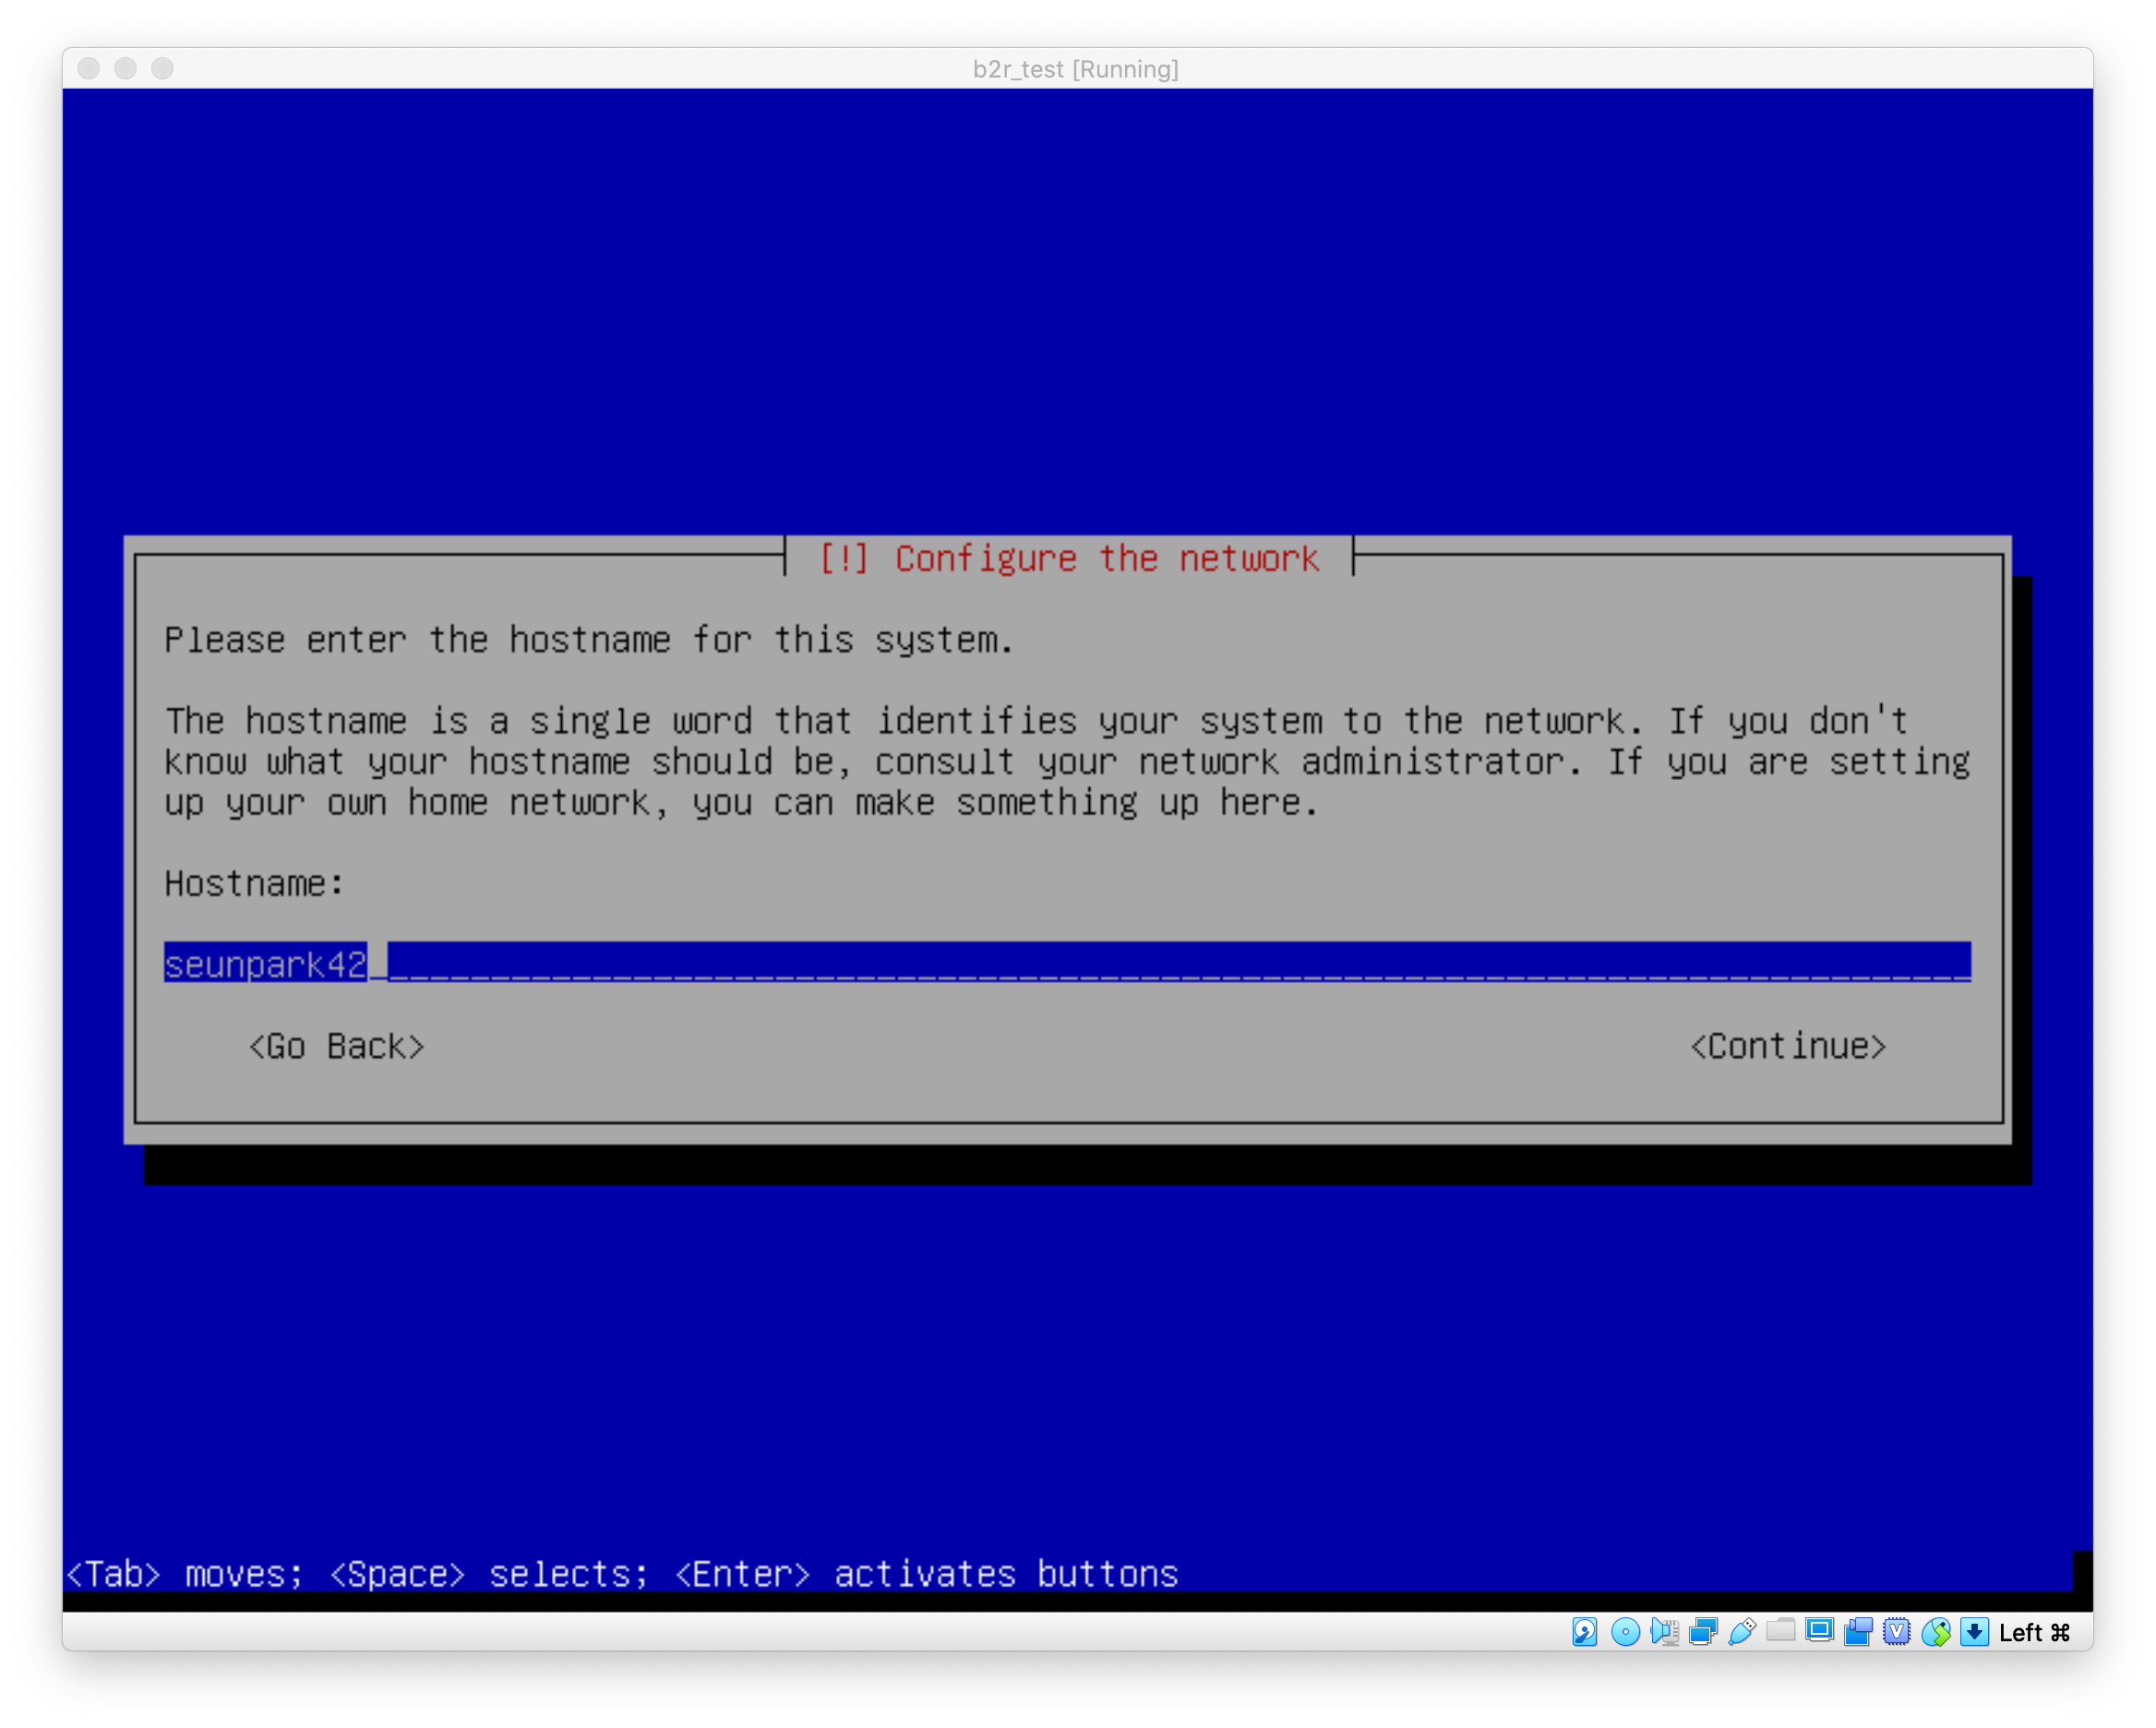 b2r_test [Running]
[!] Configure the network
Please enter the hostname for this system.
The hostname is a single word that identifies your system to the network. If you don't
know what your hostname should be, consult your network administrator. If you are setting
up your own home network, you can make something up here.
Hostname:
seunpark42
<Go Back> <Continue>
<Tab> moves; <Space> selects; <Enter> activates buttons
Left ⌘